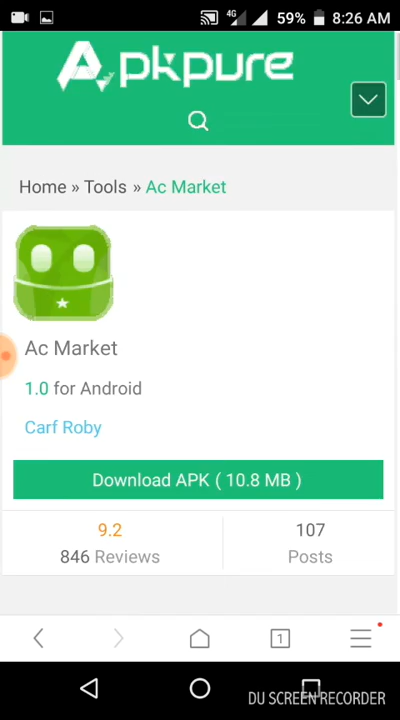 4G 59% 8:26 AM
Apkpure
Home » Tools » Ac Market
Ac Market
1.0 for Android
Carf Roby
Download APK ( 10.8 MB )
9.2 107
846 Reviews Posts
1
DU SCREEN RECORDER